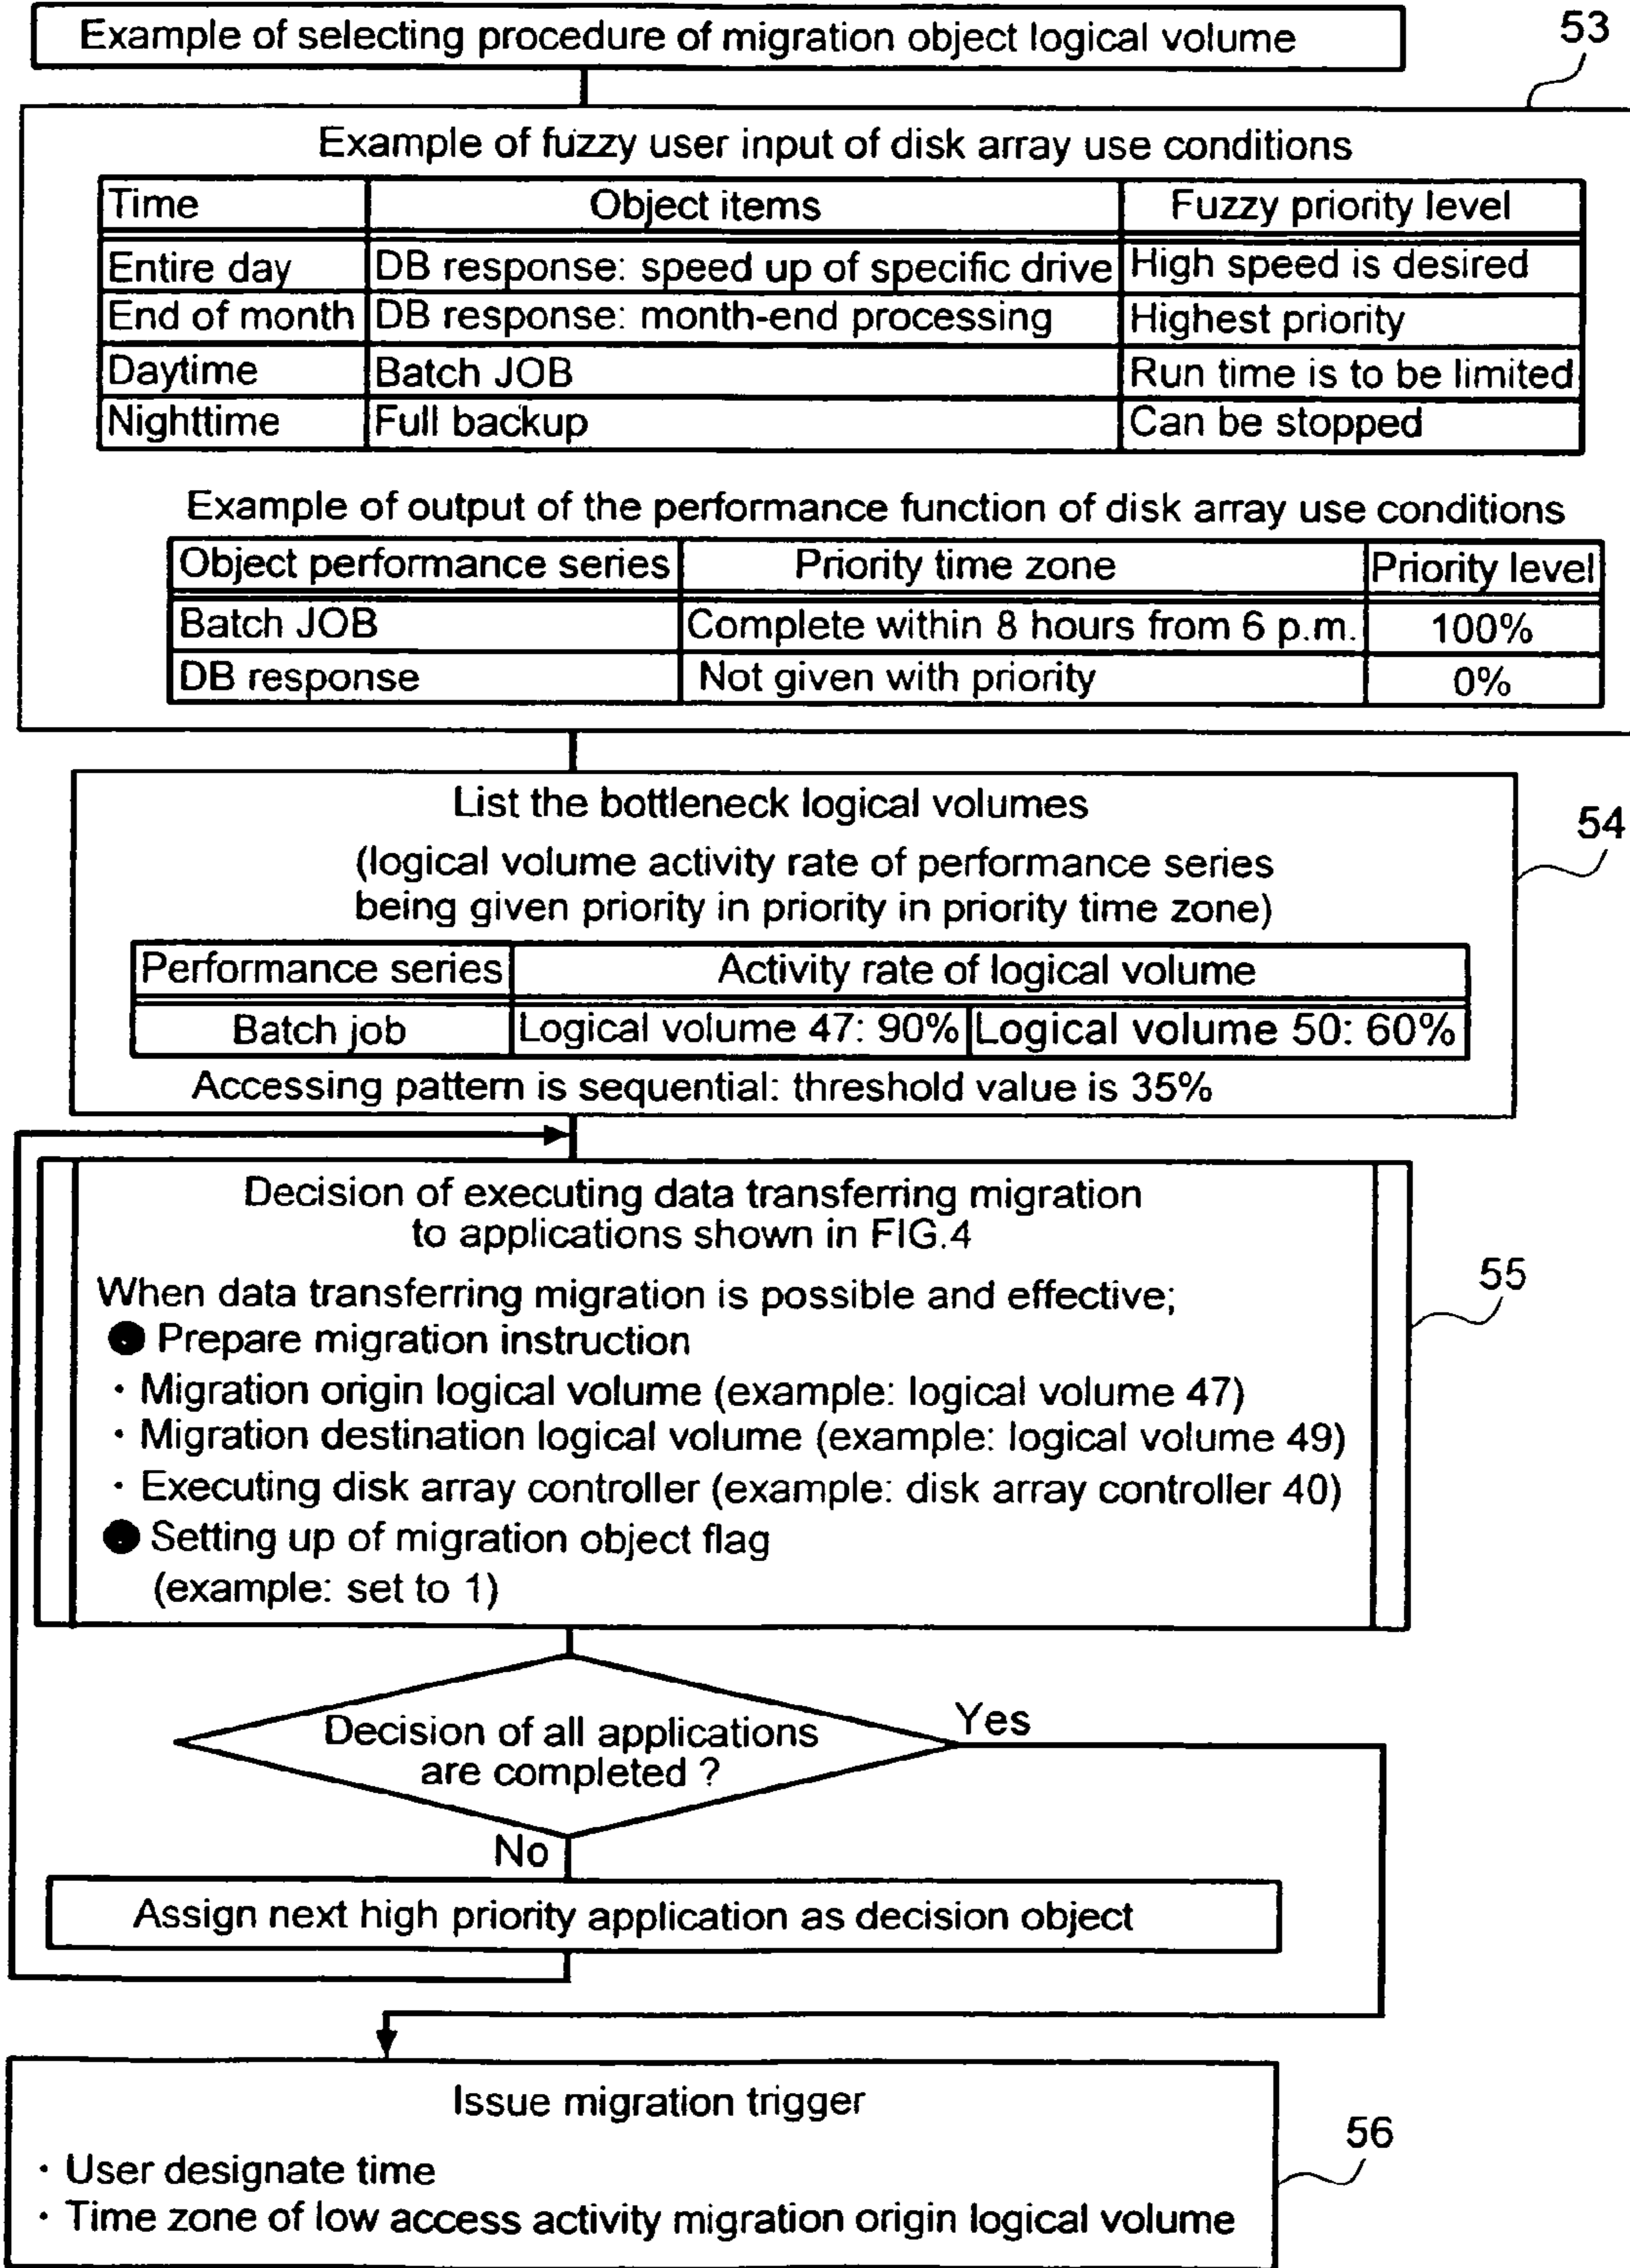 Example of selecting procedure of migration object logical volume
53
Example of fuzzy user input of disk array use conditions
Time Object items Fuzzy priority level
Entire day DB response: speed up of specific drive High speed is desired
End of month DB response: month-end processing Highest priority
Daytime Batch JOB Run time is to be limited
Nighttime Full backup Can be stopped
Example of output of the performance function of disk array use conditions
Object performance series Priority time zone Priority level
Batch JOB Complete within 8 hours from 6 p.m. 100%
DB response Not given with priority 0%
List the bottleneck logical volumes
54
(logical volume activity rate of performance series
being given priority in priority in priority time zone)
Performance series Activity rate of logical volume
Batch job Logical volume 47: 90% Logical volume 50: 60%
Accessing pattern is sequential: threshold value is 35%
Decision of executing data transferring migration
to applications shown in FIG.4
55
When data transferring migration is possible and effective;
● Prepare migration instruction
· Migration origin logical volume (example: logical volume 47)
· Migration destination logical volume (example: logical volume 49)
· Executing disk array controller (example: disk array controller 40)
● Setting up of migration object flag
(example: set to 1)
Decision of all applications
are completed ?
Yes
No
Assign next high priority application as decision object
Issue migration trigger
56
· User designate time
· Time zone of low access activity migration origin logical volume